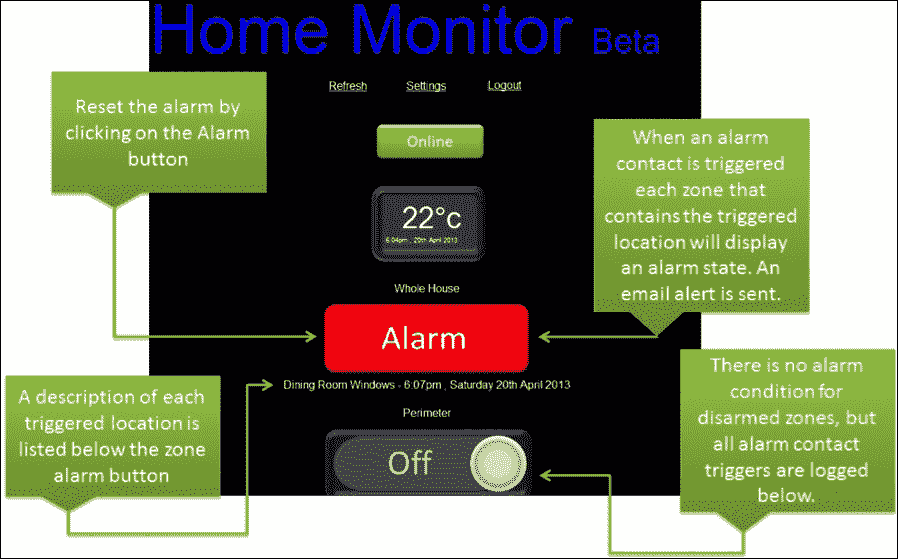 Home Monitor Beta
Refresh Settings Logout
Reset the alarm by
clicking on the Alarm
button
Online
When an alarm
contact is triggered
each zone that
contains the triggered
location will display
an alarm state. An
email alert is sent.
22°c
6:04pm , 20th April 2013
Whole House
Alarm
Dining Room Windows - 6:07pm , Saturday 20th April 2013
A description of each
triggered location is
listed below the zone
alarm button
There is no alarm
condition for
disarmed zones, but
all alarm contact
triggers are logged
below.
Perimeter
Off